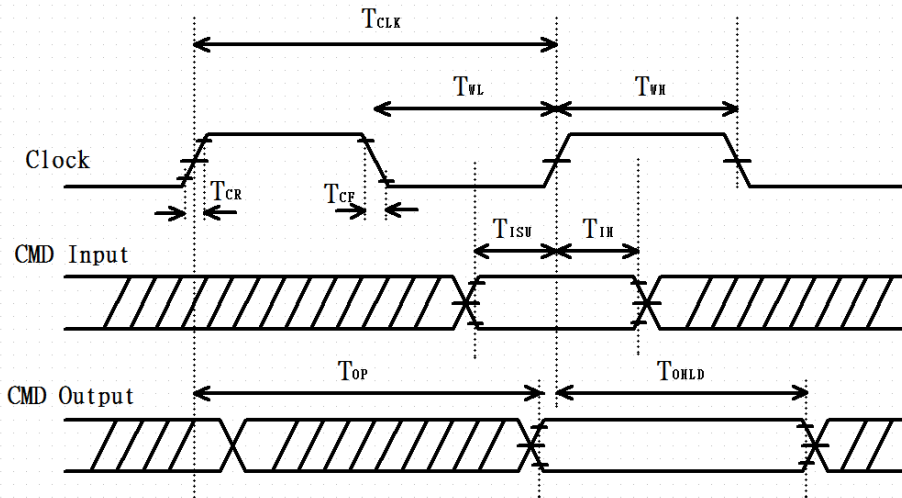 TCLK
TWL TWH
Clock
TCR TCF
TISU TIH
CMD Input
TOP TOHLD
CMD Output